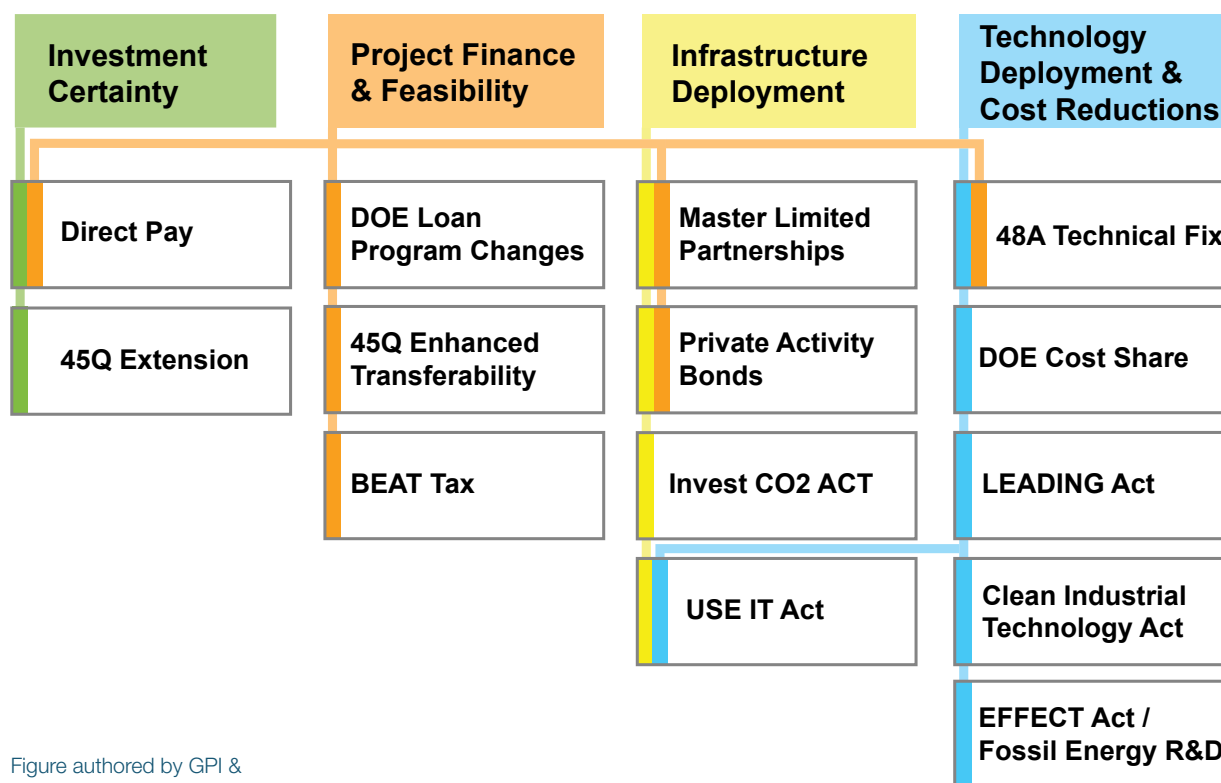 Investment
Certainty
Project Finance
& Feasibility
Infrastructure
Deployment
Technology
Deployment &
Cost Reductions
Direct Pay
DOE Loan
Program Changes
Master Limited
Partnerships
48A Technical Fix
45Q Extension
45Q Enhanced
Transferability
Private Activity
Bonds
DOE Cost Share
BEAT Tax
Invest CO2 ACT
LEADING Act
USE IT Act
Clean Industrial
Technology Act
EFFECT Act /
Fossil Energy R&D
Figure authored by GPI &